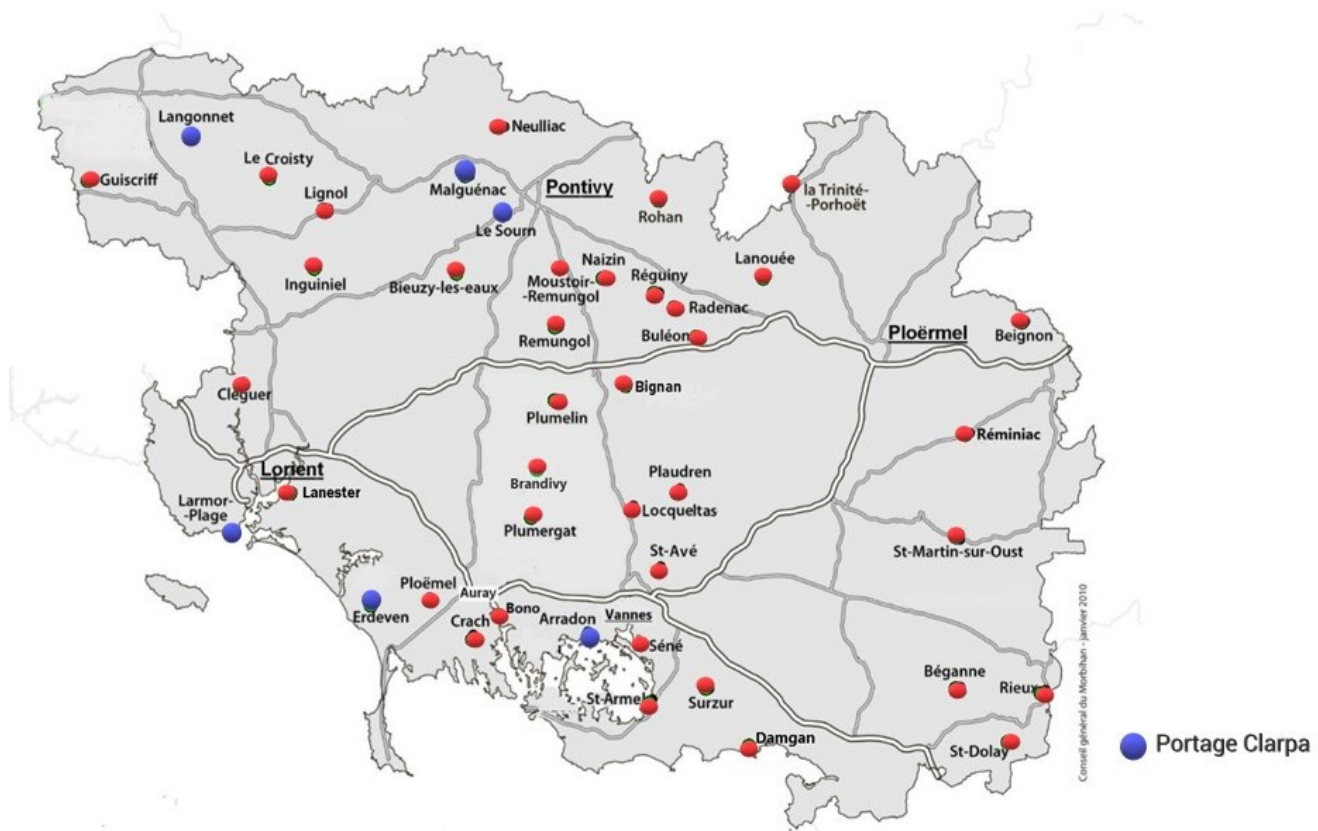 Langonnet
Neulliac
Le Croisty
Guiscriff
Malguénac
Pontivy
la Trinité-
-Porhoët
Lignol
Rohan
Le Sourn
Naizin
Lanouée
Inguiniel
Bieuzy-les-eaux
Moustoir-
-Remungol
Réguiny
Radenac
Remungol
Buléon
Ploërmel
Beignon
Cléguer
Bignan
Plumelin
Réminiac
Lorient
Brandivy
Plaudren
Lanester
Larmor-
-Plage
Locqueltas
Plumergat
St-Martin-sur-Oust
St-Avé
Ploëmel
Auray
Erdeven
Bono
Arradon
Vannes
Crach
Séné
Béganne
Rieux
St-Armel
Surzur
Damgan
St-Dolay
Conseil général du Morbihan - janvier 2010
Portage Clarpa